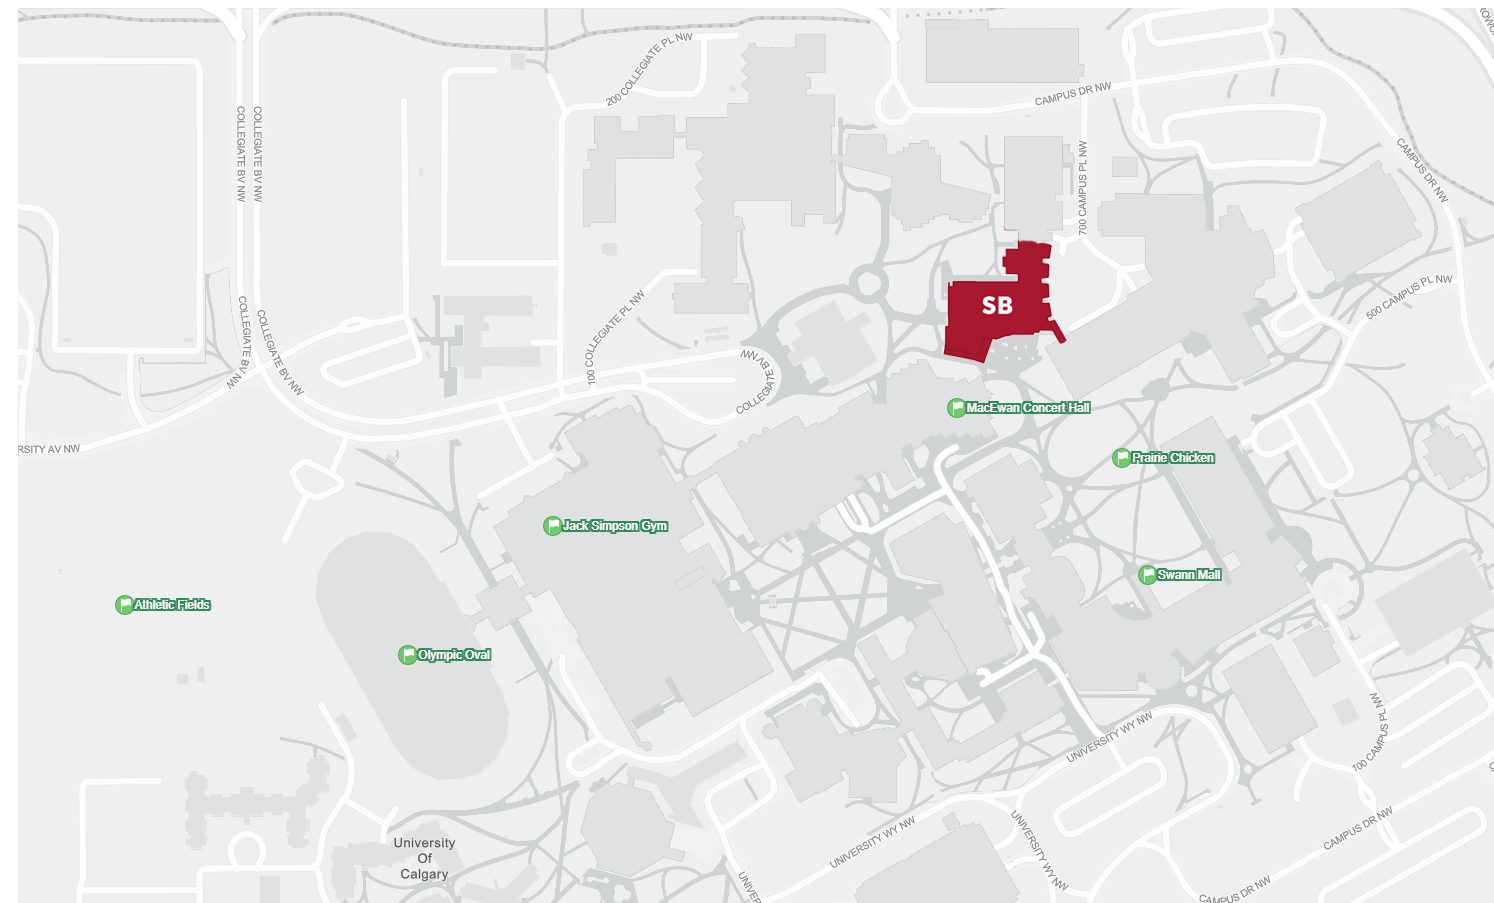 200 COLLEGIATE PL NW
CAMPUS DR NW
COLLEGIATE BV NW
COLLEGIATE BV NW
700 CAMPUS PL NW
CAMPUS DR NW
500 CAMPUS PL NW
SB
100 COLLEGIATE PL NW
COLLEGIATE BV NW
COLLEGIATE BV NW
COLLEGIATE BV NW
MacEwan Concert Hall
RSITY AV NW
Prairie Chicken
Jack Simpson Gym
Swann Mall
Athletic Fields
Olympic Oval
UNIVERSITY WY NW
100 CAMPUS PL NW
UNIVERSITY WY NW
UNIVERSITY WY NW
CAMPUS DR NW
University
Of
Calgary
UNIVER
CAMPUS DR NW